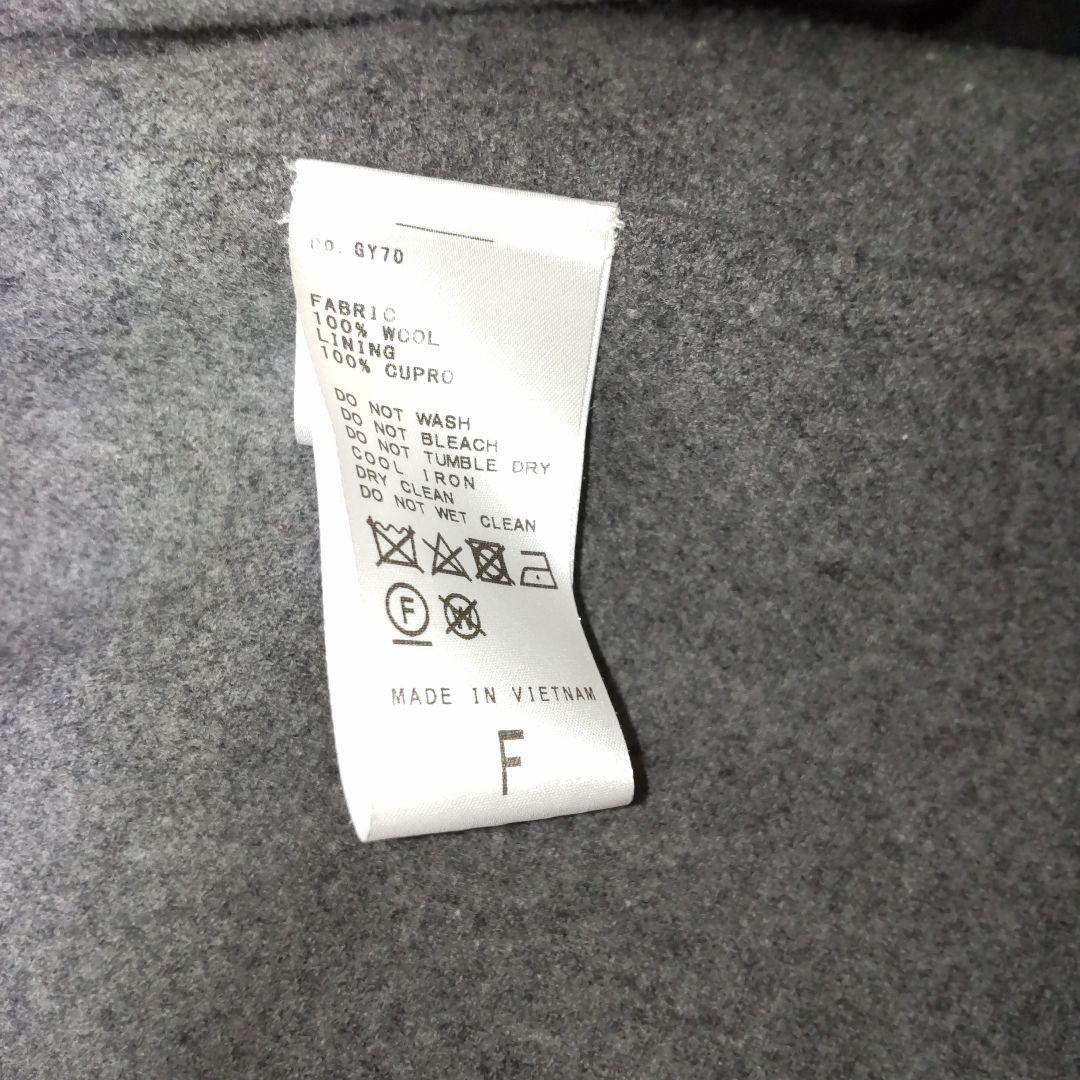 CO. GY70
FABRIC
100% WOOL
LINING
100% CUPRO
DO NOT WASH
DO NOT BLEACH
DO NOT TUMBLE DRY
COOL IRON
DRY CLEAN
DO NOT WET CLEAN
F W
MADE IN VIETNAM
F